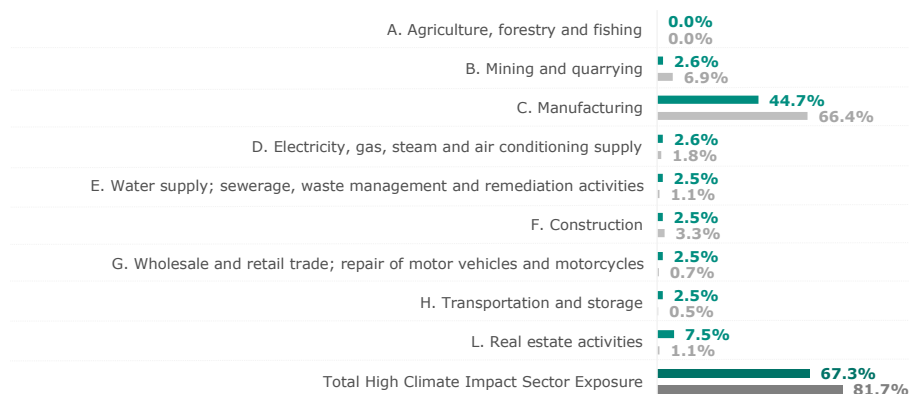 A. Agriculture, forestry and fishing
0.0%
0.0%
B. Mining and quarrying
2.6%
6.9%
C. Manufacturing
44.7%
66.4%
D. Electricity, gas, steam and air conditioning supply
2.6%
1.8%
E. Water supply; sewerage, waste management and remediation activities
2.5%
1.1%
F. Construction
2.5%
3.3%
G. Wholesale and retail trade; repair of motor vehicles and motorcycles
2.5%
0.7%
H. Transportation and storage
2.5%
0.5%
L. Real estate activities
7.5%
1.1%
Total High Climate Impact Sector Exposure
67.3%
81.7%